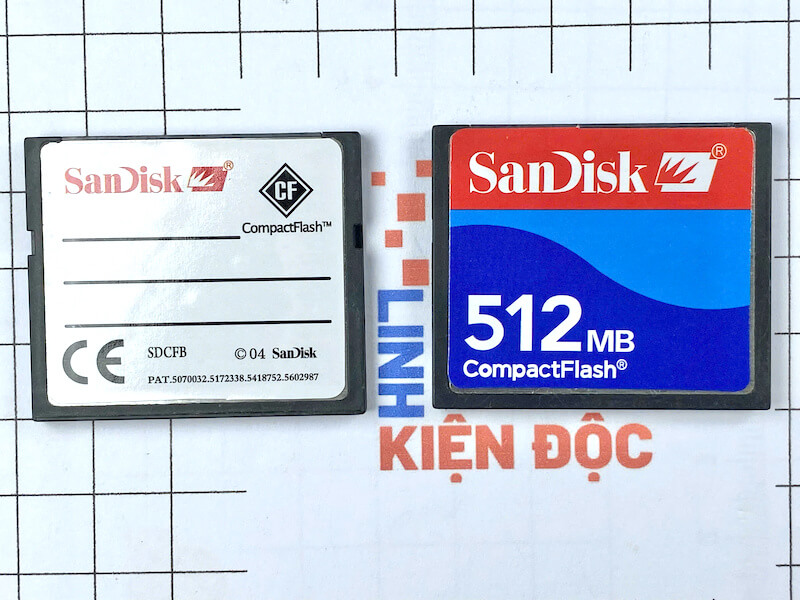 SanDisk®
CF
CompactFlash™
CE
SDCFB © 04 SanDisk
PAT.5070032.5172338.5418752.5602987
SanDisk®
512 MB
CompactFlash®
LINH
KIỆN ĐỘC